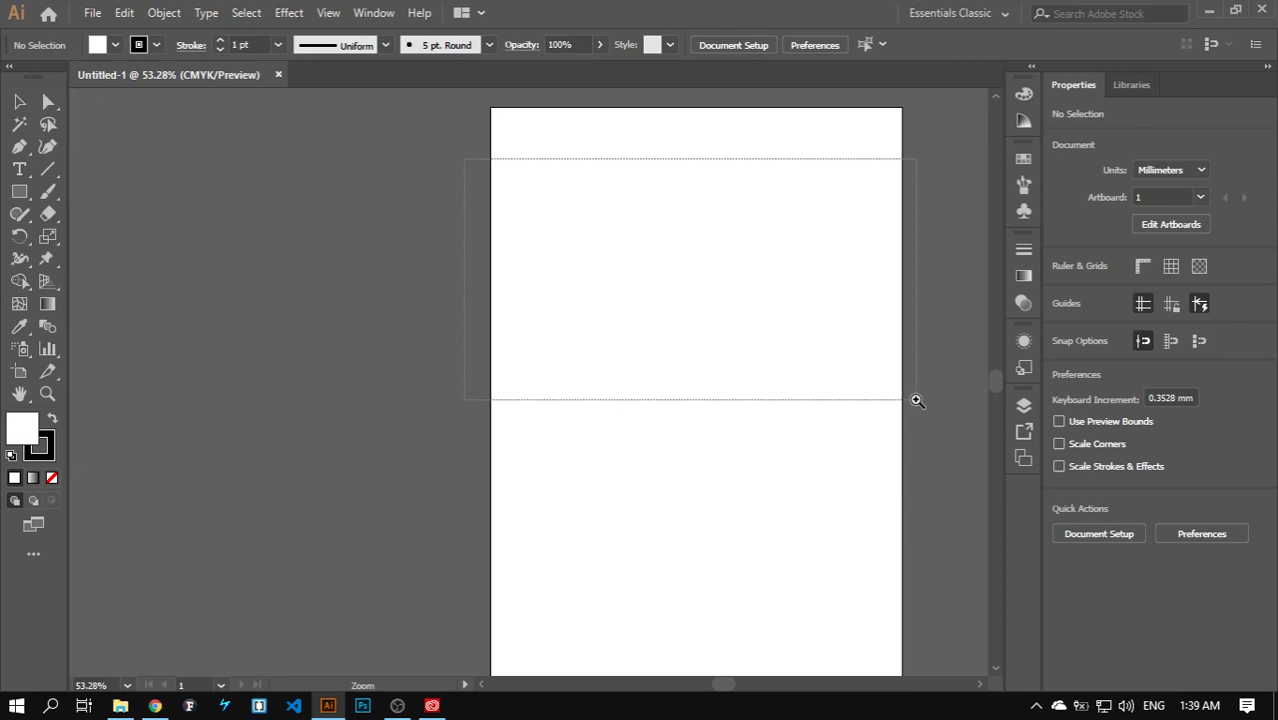 Ai File Edit Object Type Select Effect View Window Help Essentials Classic Search Adobe Stock
No Selection Stroke: 1 pt Uniform 5 pt. Round Opacity: 100% Style: Document Setup Preferences
Untitled-1 @ 53.28% (CMYK/Preview)
Properties Libraries
No Selection
Document
Units: Millimeters
Artboard: 1
Edit Artboards
Ruler & Grids
Guides
Snap Options
Preferences
Keyboard Increment: 0.3528 mm
Use Preview Bounds
Scale Corners
Scale Strokes & Effects
Quick Actions
Document Setup Preferences
53.28% 1 Zoom
F Ai Ps 1:39 AM